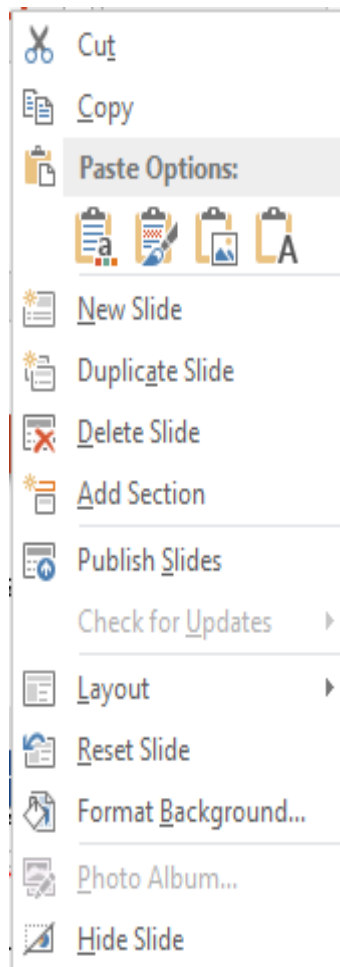 Cut
Copy
Paste Options:
a A
New Slide
Duplicate Slide
Delete Slide
Add Section
Publish Slides
Check for Updates
Layout
Reset Slide
Format Background...
Photo Album...
Hide Slide